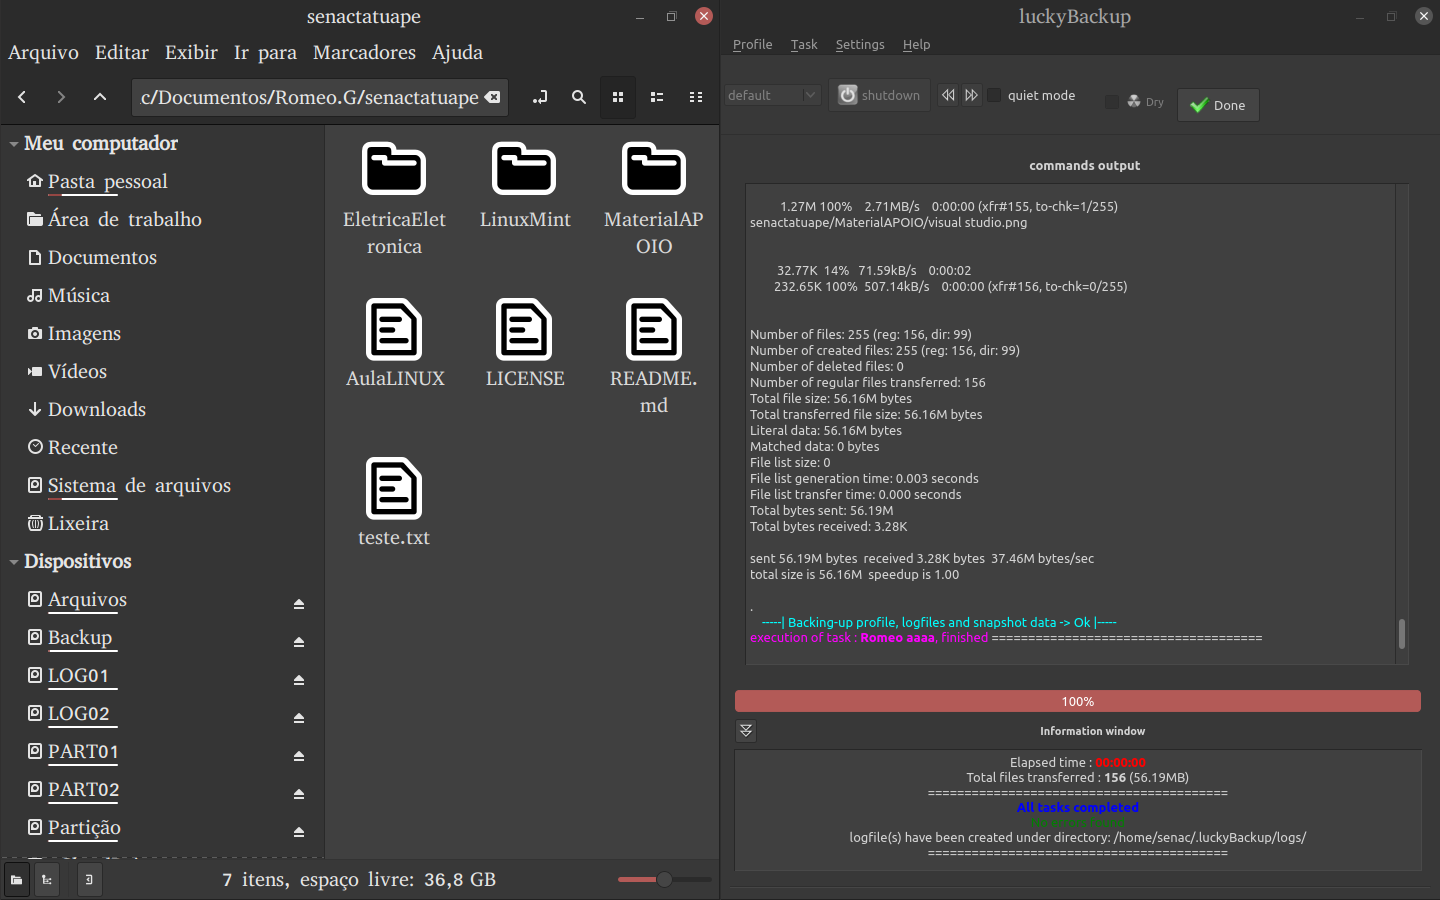 senactatuape
Arquivo Editar Exibir Ir para Marcadores Ajuda
c/Documentos/Romeo.G/senactatuape
Meu computador
Pasta pessoal
Área de trabalho
Documentos
Música
Imagens
Vídeos
Downloads
Recente
Sistema de arquivos
Lixeira
Dispositivos
Arquivos
Backup
LOG01
LOG02
PART01
PART02
Partição
EletricaElet
ronica
LinuxMint
MaterialAP
OIO
AulaLINUX
LICENSE
README.
md
teste.txt
7 itens, espaço livre: 36,8 GB
luckyBackup
Profile Task Settings Help
default shutdown quiet mode Dry Done
commands output
1.27M 100% 2.71MB/s 0:00:00 (xfr#155, to-chk=1/255)
senactatuape/MaterialAPOIO/visual studio.png
32.77K 14% 71.59kB/s 0:00:02
232.65K 100% 507.14kB/s 0:00:00 (xfr#156, to-chk=0/255)
Number of files: 255 (reg: 156, dir: 99)
Number of created files: 255 (reg: 156, dir: 99)
Number of deleted files: 0
Number of regular files transferred: 156
Total file size: 56.16M bytes
Total transferred file size: 56.16M bytes
Literal data: 56.16M bytes
Matched data: 0 bytes
File list size: 0
File list generation time: 0.003 seconds
File list transfer time: 0.000 seconds
Total bytes sent: 56.19M
Total bytes received: 3.28K
sent 56.19M bytes received 3.28K bytes 37.46M bytes/sec
total size is 56.16M speedup is 1.00
.
-----| Backing-up profile, logfiles and snapshot data -> Ok |-----
execution of task : Romeo aaaa, finished =====================================
100%
Information window
Elapsed time : 00:00:00
Total files transferred : 156 (56.19MB)
=========================================
All tasks completed
No errors found
logfile(s) have been created under directory: /home/senac/.luckyBackup/logs/
=========================================